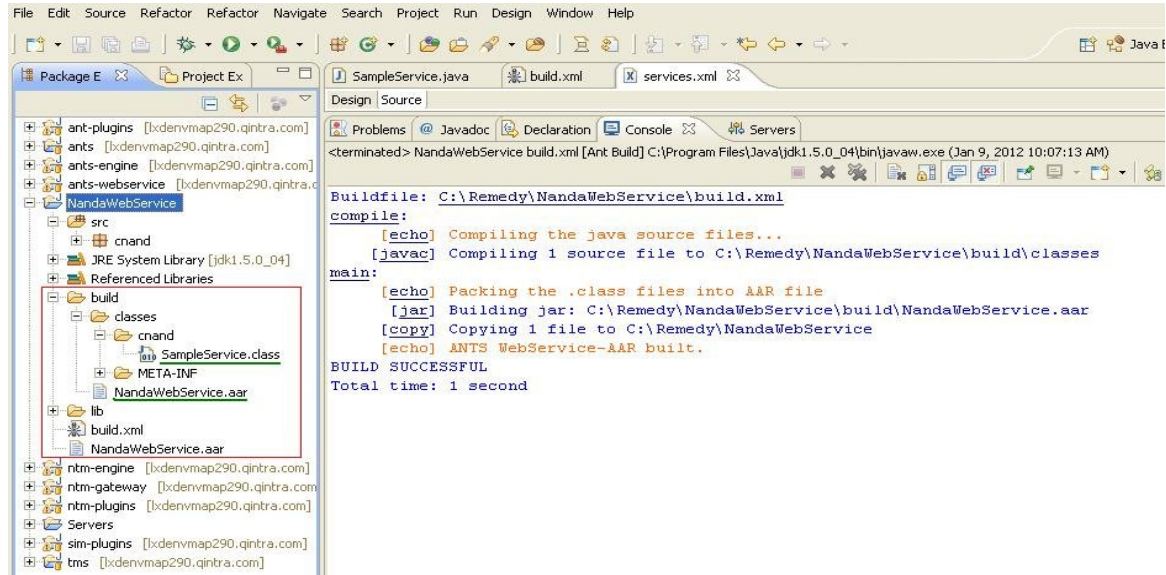 File Edit Source Refactor Refactor Navigate Search Project Run Design Window Help
Java
Package E
Project Ex
SampleService.java
build.xml
services.xml
Design Source
Problems @ Javadoc Declaration Console Servers
<terminated> NandaWebService build.xml [Ant Build] C:\Program Files\Java\jdk1.5.0_04\bin\javaw.exe (Jan 9, 2012 10:07:13 AM)
ant-plugins [lxdenvmap290.qintra.com]
ants [lxdenvmap290.qintra.com]
ants-engine [lxdenvmap290.qintra.com]
ants-webservice [lxdenvmap290.qintra.c
NandaWebService
src
cnand
JRE System Library [jdk1.5.0_04]
Referenced Libraries
build
classes
cnand
SampleService.class
META-INF
NandaWebService.aar
lib
build.xml
NandaWebService.aar
ntm-engine [lxdenvmap290.qintra.com]
ntm-gateway [lxdenvmap290.qintra.com
ntm-plugins [lxdenvmap290.qintra.com]
Servers
sim-plugins [lxdenvmap290.qintra.com]
tms [lxdenvmap290.qintra.com]
Buildfile: C:\Remedy\NandaWebService\build.xml
compile:
[echo] Compiling the java source files...
[javac] Compiling 1 source file to C:\Remedy\NandaWebService\build\classes
main:
[echo] Packing the .class files into AAR file
[jar] Building jar: C:\Remedy\NandaWebService\build\NandaWebService.aar
[copy] Copying 1 file to C:\Remedy\NandaWebService
[echo] ANTS WebService-AAR built.
BUILD SUCCESSFUL
Total time: 1 second